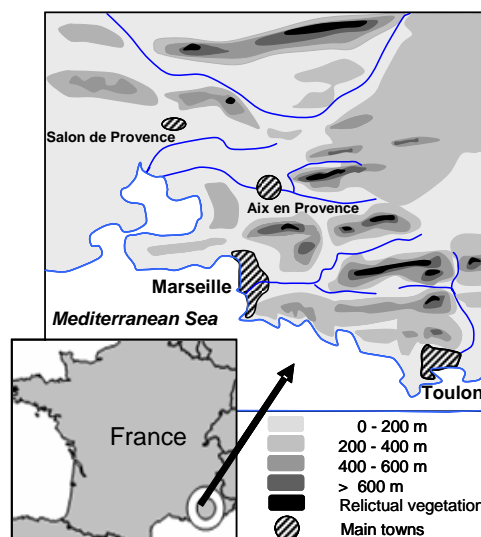 Salon de Provence
Aix en Provence
Marseille
Mediterranean Sea
Toulon
France
0 - 200 m
200 - 400 m
400 - 600 m
> 600 m
Relictual vegetation
Main towns